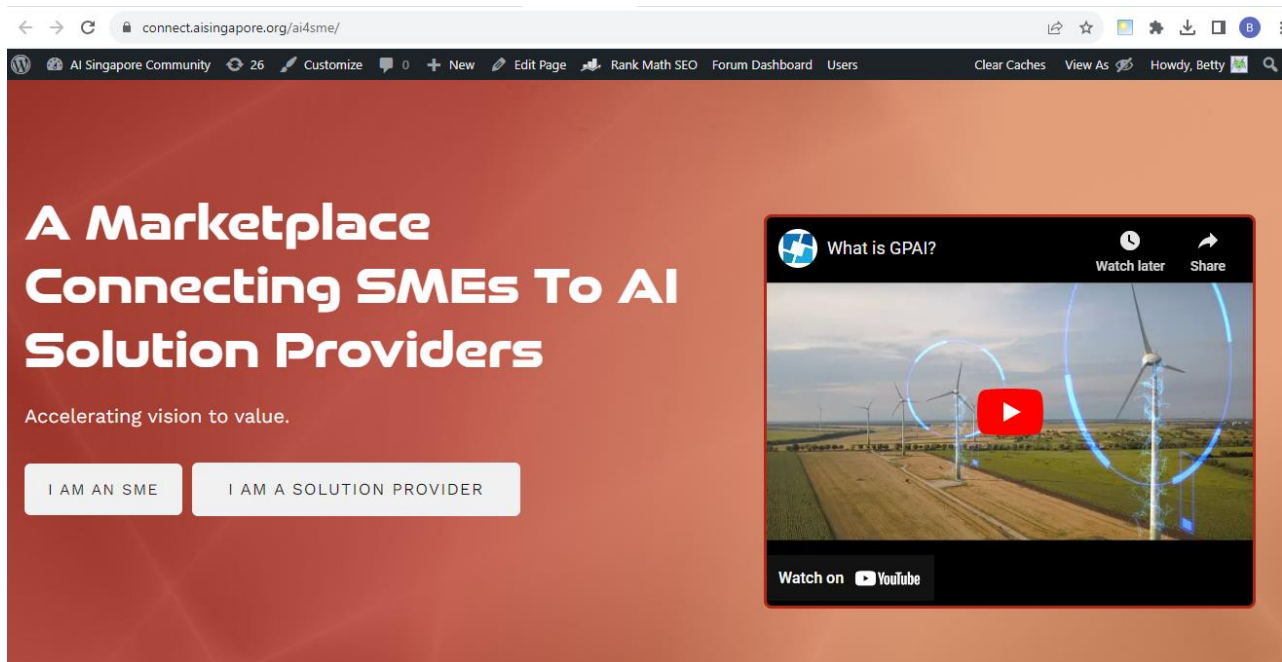 connect.aisingapore.org/ai4sme/
B
AI Singapore Community 26 Customize 0 + New Edit Page Rank Math SEO Forum Dashboard Users Clear Caches View As Howdy, Betty
A Marketplace
Connecting SMEs To AI
Solution Providers
Accelerating vision to value.
I AM AN SME
I AM A SOLUTION PROVIDER
What is GPAI?
Watch later
Share
Watch on YouTube